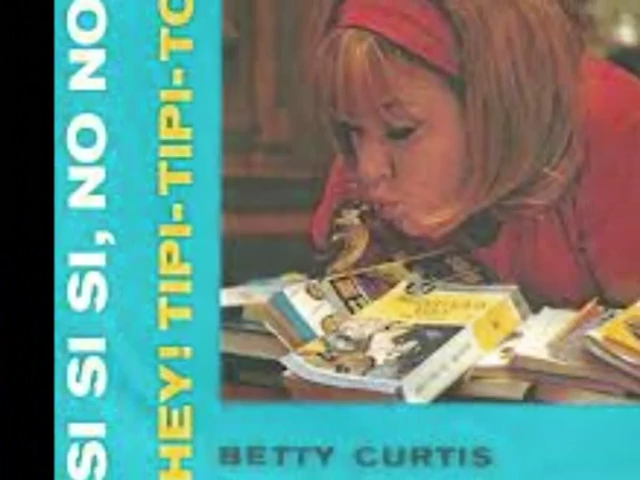 SI SI SI, NO NO
HEY! TIPI-TIPI-TO
BETTY CURTIS